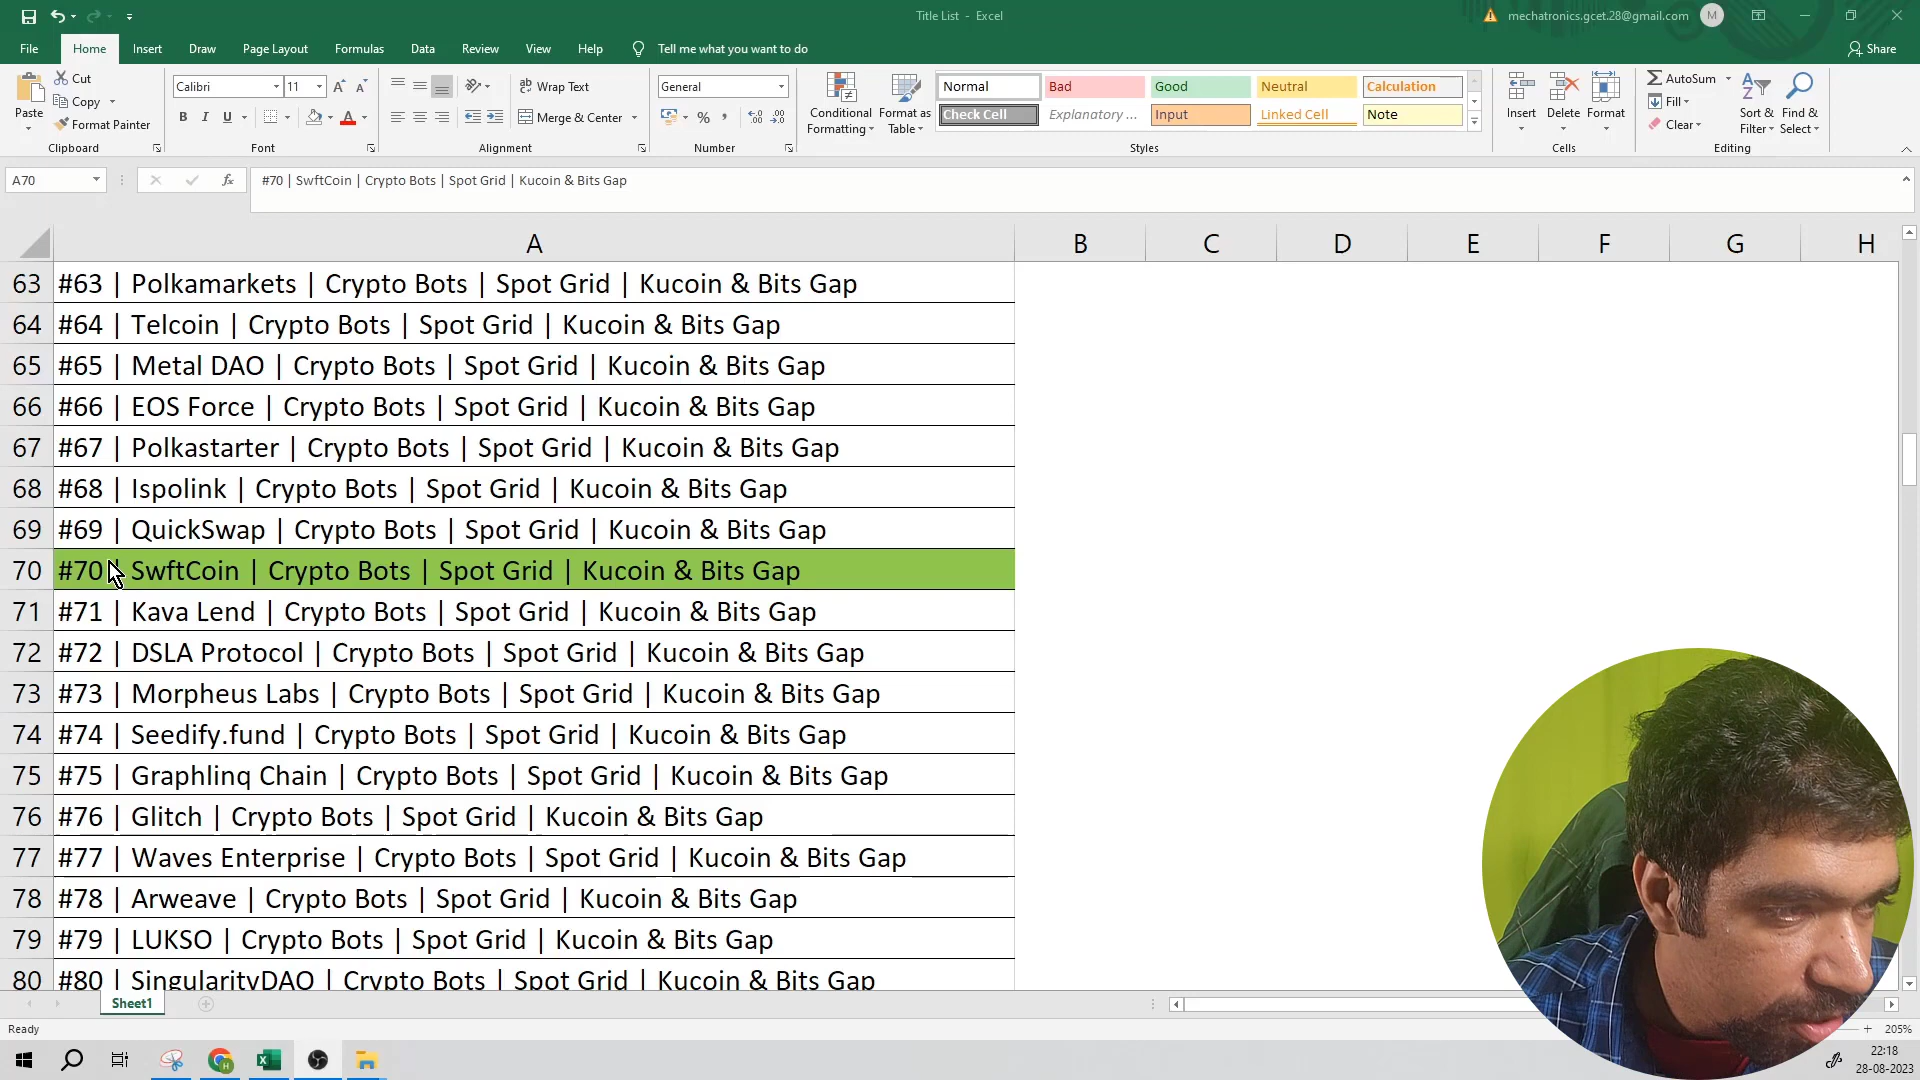 Title List - Excel
mechatronics.gcet.28@gmail.com M
File Home Insert Draw Page Layout Formulas Data Review View Help Tell me what you want to do Share
Paste
Cut
Copy
Format Painter
Clipboard
Calibri 11
B I U
Font
Wrap Text
Merge & Center
Alignment
General
%
Number
Conditional Formatting
Format as Table
Normal Bad Good Neutral Calculation
Check Cell Explanatory ... Input Linked Cell Note
Styles
Insert Delete Format
Cells
AutoSum
Fill
Clear
Sort & Filter
Find & Select
Editing
A70 fx #70 | SwftCoin | Crypto Bots | Spot Grid | Kucoin & Bits Gap
A B C D E F G H
63 #63 | Polkamarkets | Crypto Bots | Spot Grid | Kucoin & Bits Gap
64 #64 | Telcoin | Crypto Bots | Spot Grid | Kucoin & Bits Gap
65 #65 | Metal DAO | Crypto Bots | Spot Grid | Kucoin & Bits Gap
66 #66 | EOS Force | Crypto Bots | Spot Grid | Kucoin & Bits Gap
67 #67 | Polkastarter | Crypto Bots | Spot Grid | Kucoin & Bits Gap
68 #68 | Ispolink | Crypto Bots | Spot Grid | Kucoin & Bits Gap
69 #69 | QuickSwap | Crypto Bots | Spot Grid | Kucoin & Bits Gap
70 #70 | SwftCoin | Crypto Bots | Spot Grid | Kucoin & Bits Gap
71 #71 | Kava Lend | Crypto Bots | Spot Grid | Kucoin & Bits Gap
72 #72 | DSLA Protocol | Crypto Bots | Spot Grid | Kucoin & Bits Gap
73 #73 | Morpheus Labs | Crypto Bots | Spot Grid | Kucoin & Bits Gap
74 #74 | Seedify.fund | Crypto Bots | Spot Grid | Kucoin & Bits Gap
75 #75 | Graphlinq Chain | Crypto Bots | Spot Grid | Kucoin & Bits Gap
76 #76 | Glitch | Crypto Bots | Spot Grid | Kucoin & Bits Gap
77 #77 | Waves Enterprise | Crypto Bots | Spot Grid | Kucoin & Bits Gap
78 #78 | Arweave | Crypto Bots | Spot Grid | Kucoin & Bits Gap
79 #79 | LUKSO | Crypto Bots | Spot Grid | Kucoin & Bits Gap
80 #80 | SingularityDAO | Crypto Bots | Spot Grid | Kucoin & Bits Gap
Sheet1
Ready 205%
22:18
28-08-2023